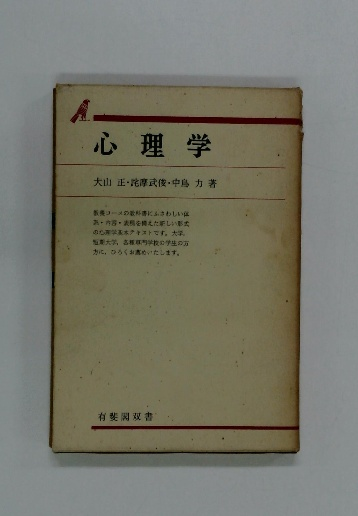 心理学
大山 正・詫摩武俊・中島 力 著
教養コースの教科書にふさわしい体
系・内容・表現を備えた新しい形式
の心理学基本テキストです。大学、
短期大学、各種専門学校の学生の方
方に、ひろくお薦めいたします。
有斐閣双書